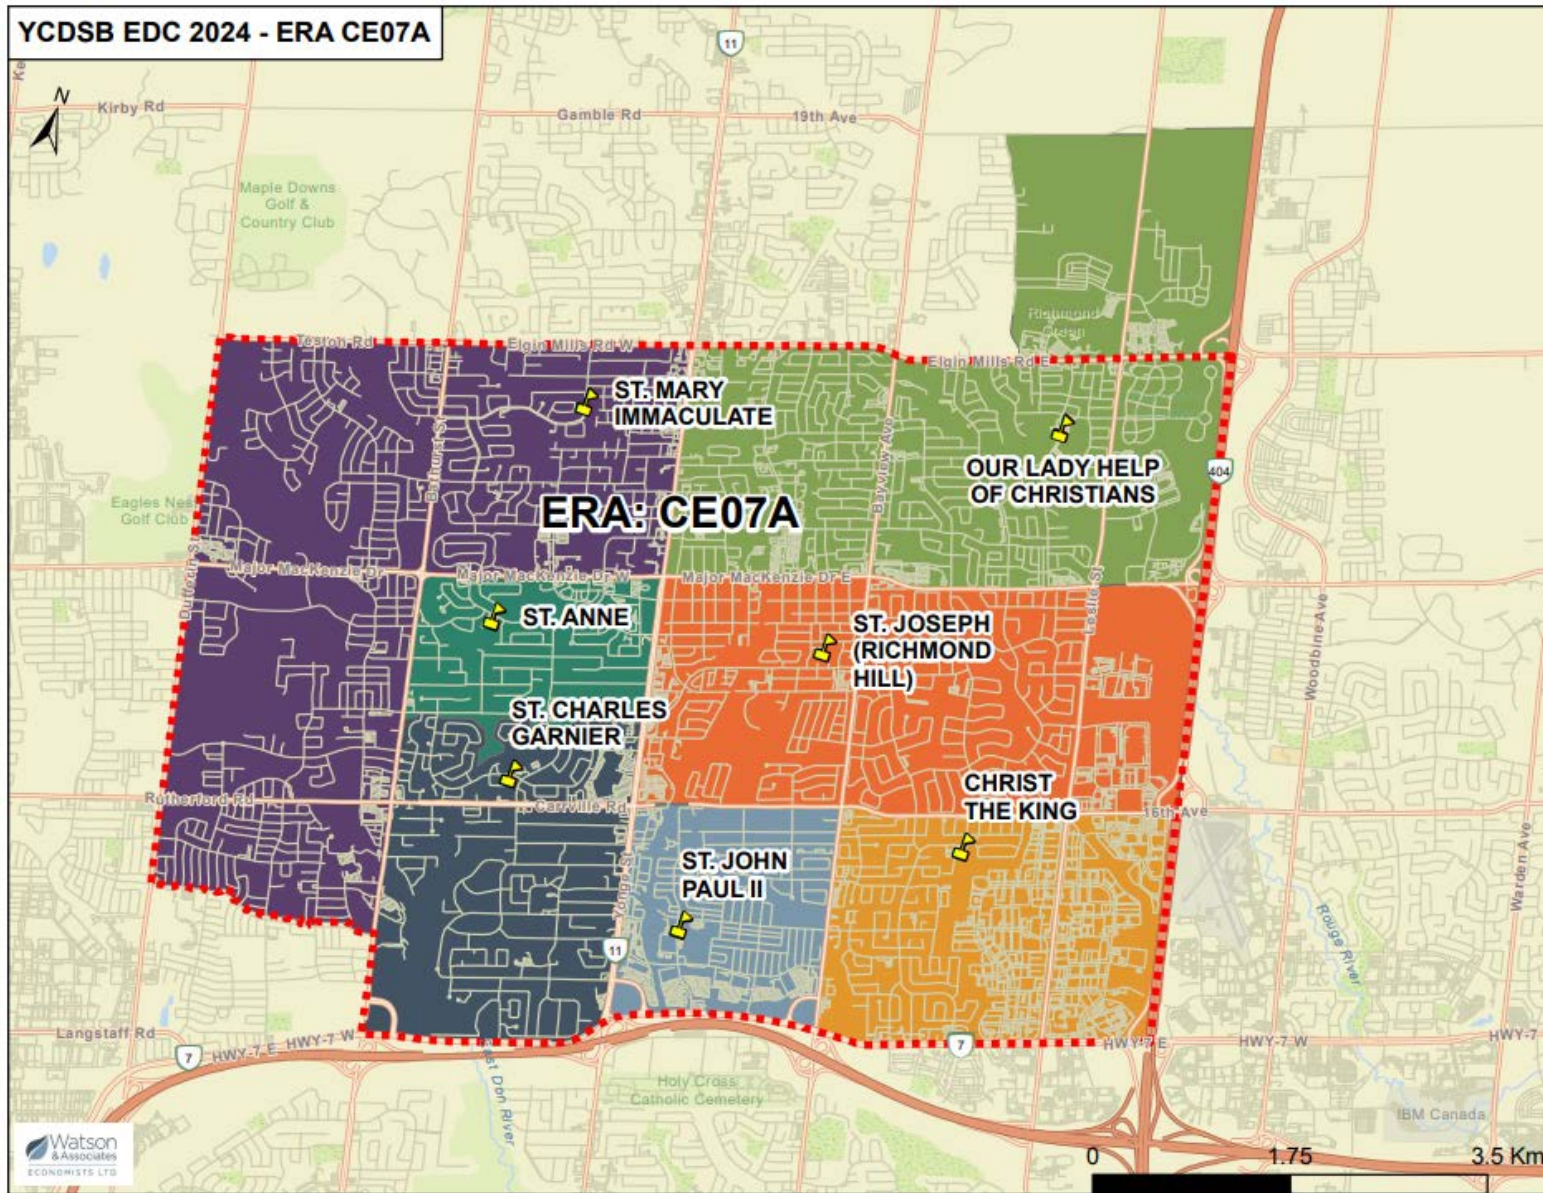 YCDSB EDC 2024 - ERA CE07A
11
N
Kirby Rd
Gamble Rd
19th Ave
Maple Downs
Golf &
Country Club
Richmond
Teston Rd
Elgin Mills Rd W
Elgin Mills Rd E
ST. MARY
IMMACULATE
Bathurst St
Bayview Ave
OUR LADY HELP
OF CHRISTIANS
404
Eagles Nest
Golf Club
ERA: CE07A
Dufferin St
Major MacKenzie Dr
Major MacKenzie Dr W
Major MacKenzie Dr E
Leslie St
Woodbine Ave
ST. ANNE
ST. JOSEPH
(RICHMOND
HILL)
ST. CHARLES
GARNIER
CHRIST
THE KING
Rutherford Rd
Carrville Rd
16th Ave
Warden Ave
ST. JOHN
PAUL II
Yonge St
11
Rouge River
Langstaff Rd
7
HWY-7 E
HWY-7 W
East Don River
7
HWY-7 E
HWY-7 W
HWY-7
Holy Cross
Catholic Cemetery
IBM Canada
Watson
& Associates
ECONOMISTS LTD
0
1.75
3.5 Km